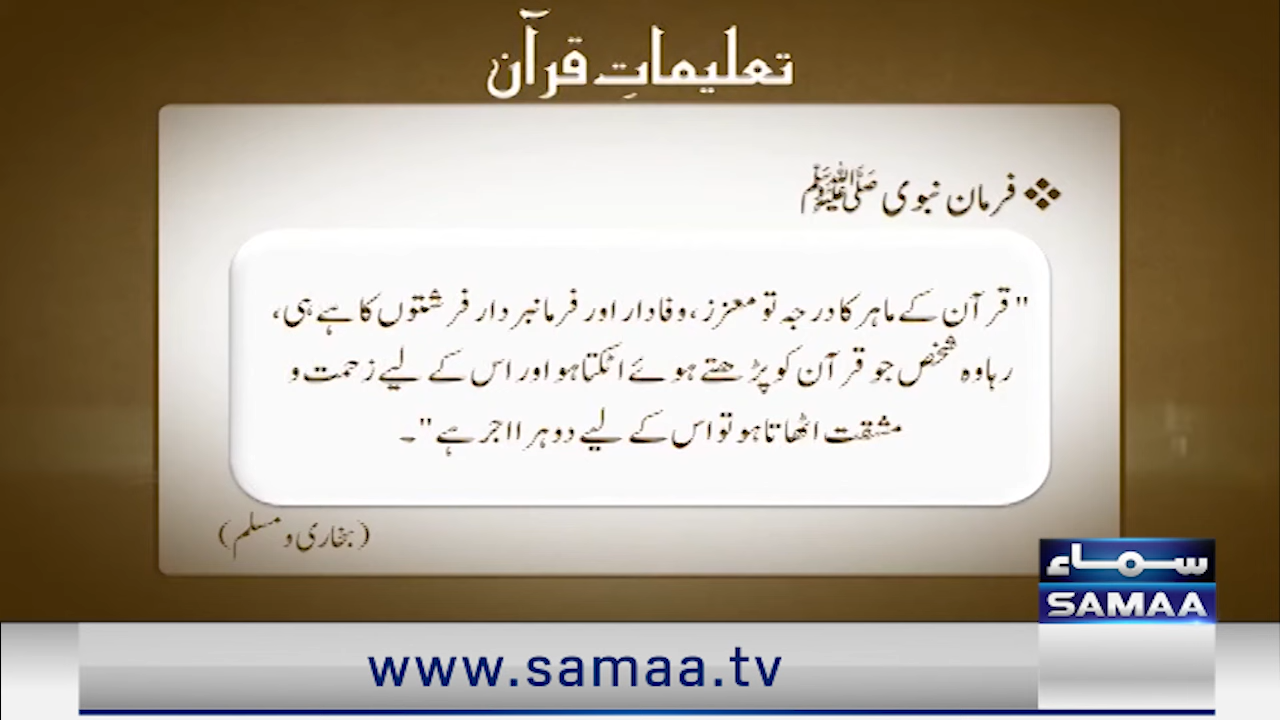 تعلیماتِ قرآن
❖ فرمان نبوی ﷺ
"قرآن کے ماہر کا درجہ تو معزز، وفادار اور فرمانبردار فرشتوں کا ہے ہی،
رہا وہ شخص جو قرآن کو پڑھتے ہوئے اٹکتا ہو اور اس کے لیے زحمت و
مشقت اٹھاتا ہو تو اس کے لیے دوہرااجر ہے"۔
(بخاری و مسلم)
سماء
SAMAA
www.samaa.tv